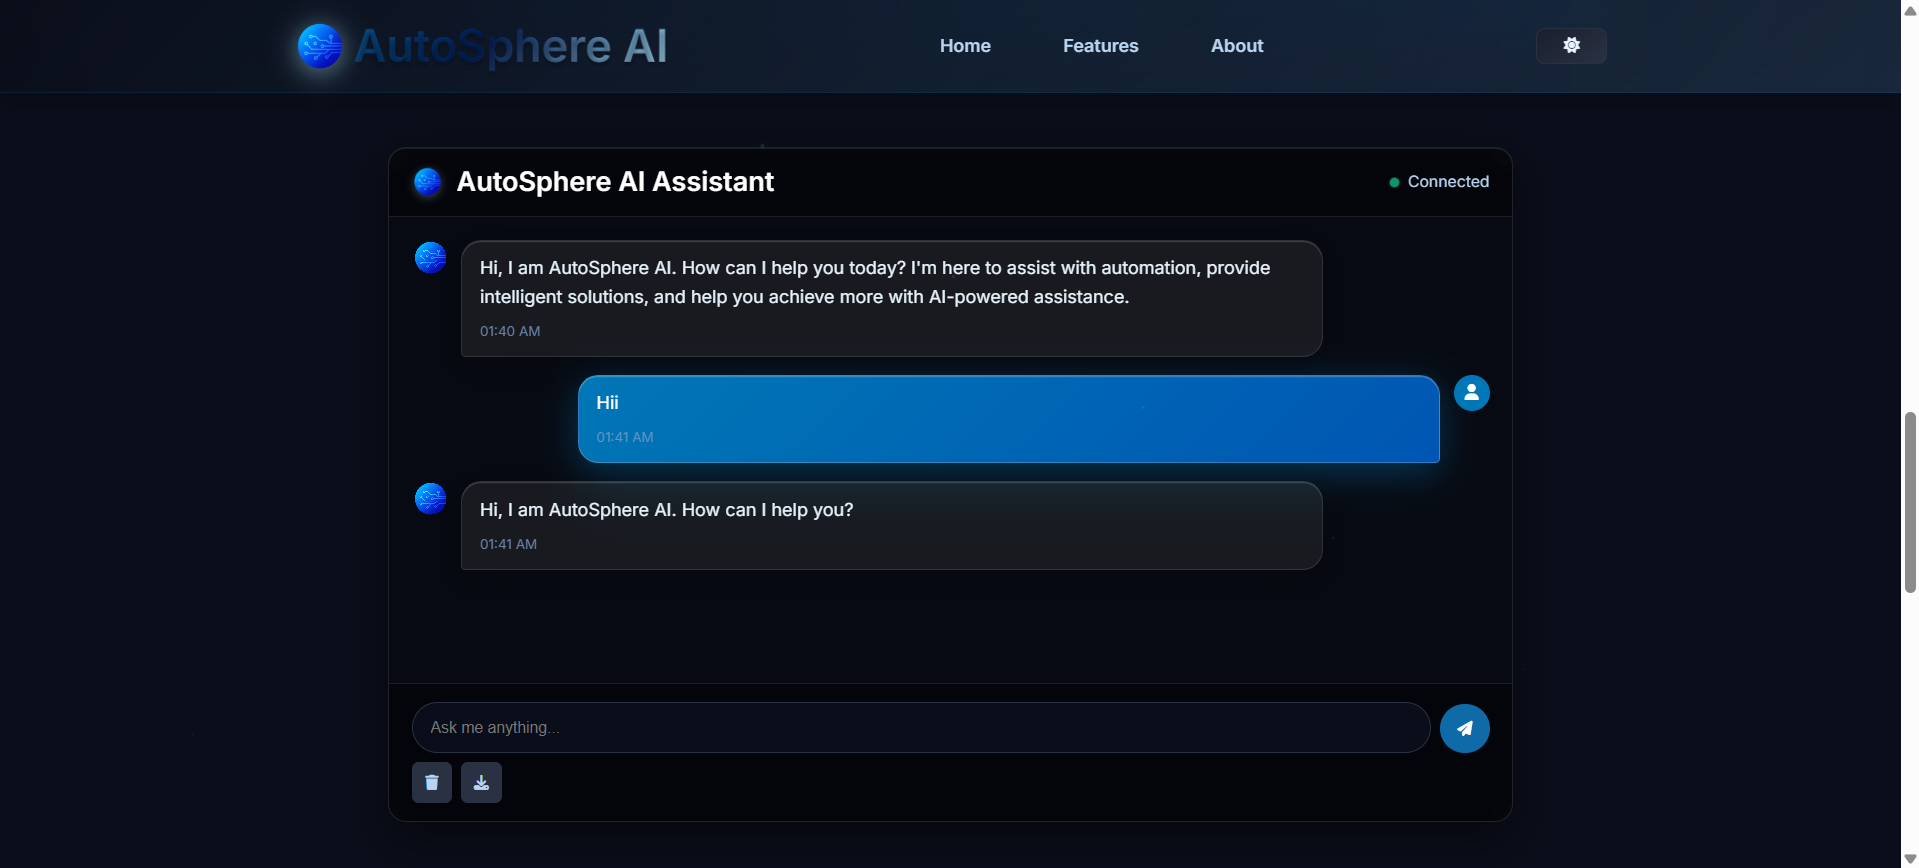 AutoSphere AI
Home
Features
About
AutoSphere AI Assistant
Connected
Hi, I am AutoSphere AI. How can I help you today? I'm here to assist with automation, provide
intelligent solutions, and help you achieve more with AI-powered assistance.
01:40 AM
Hii
01:41 AM
Hi, I am AutoSphere AI. How can I help you?
01:41 AM
Ask me anything...